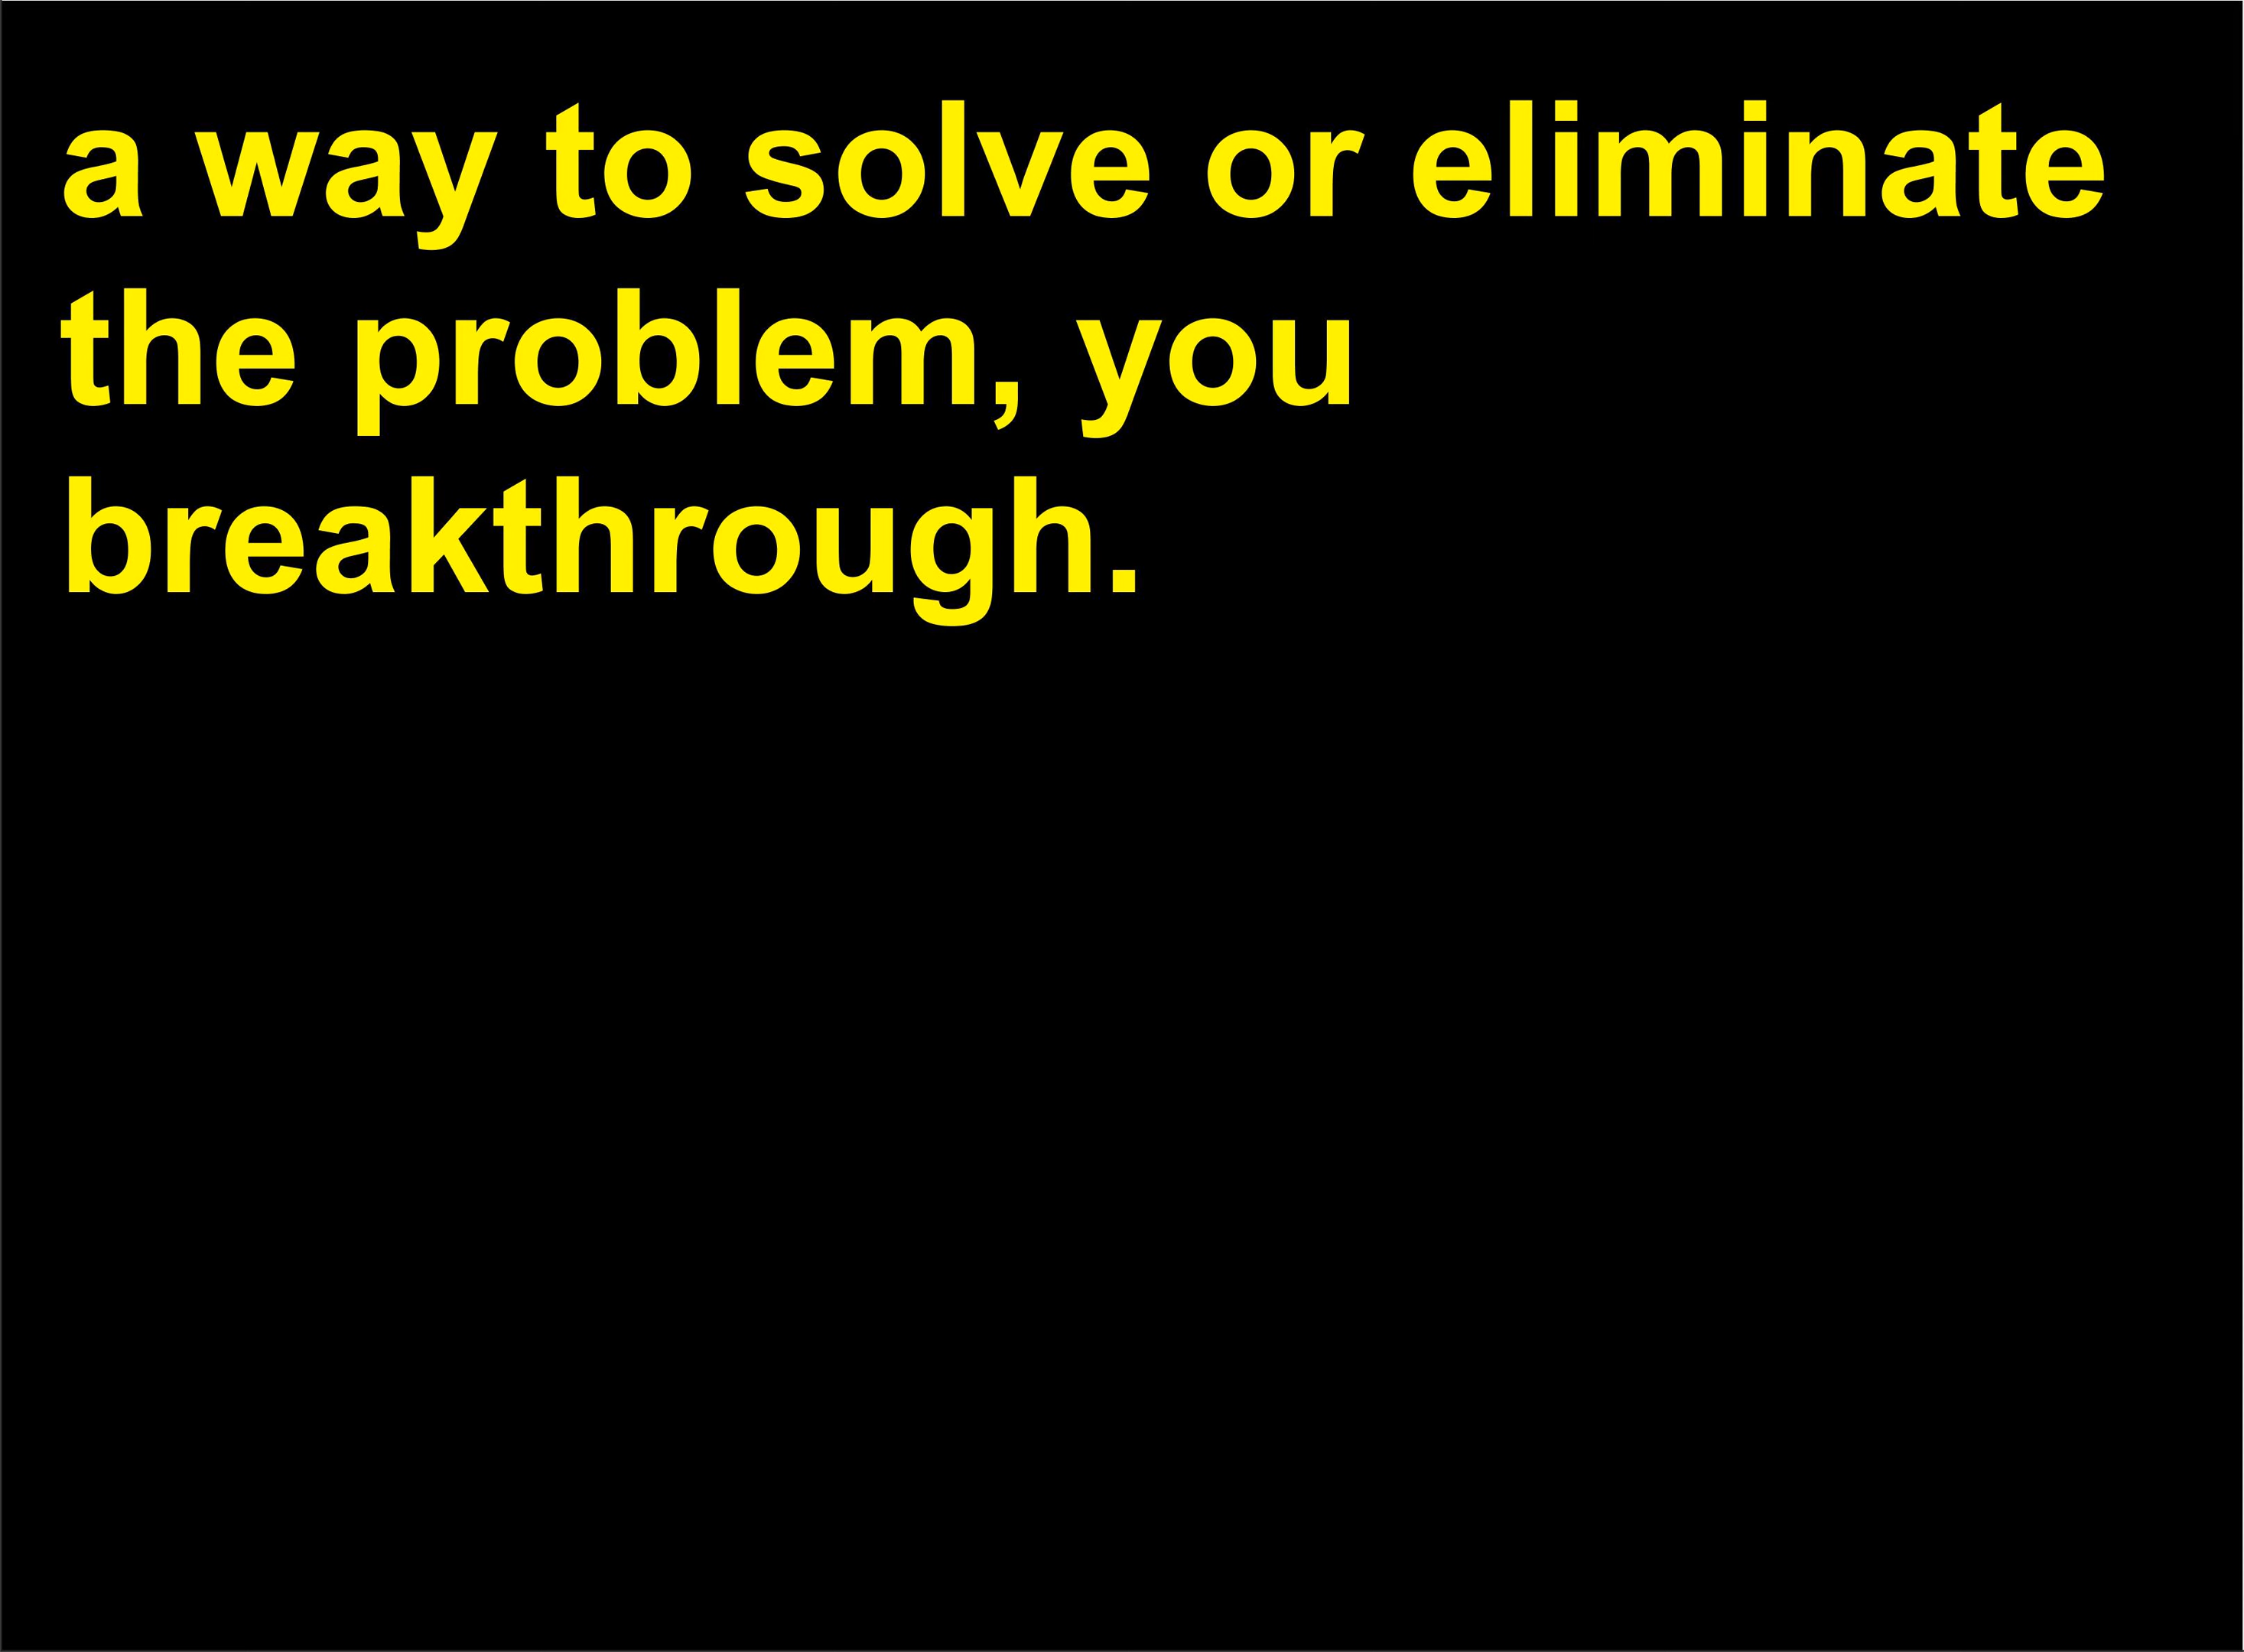 a way to solve or eliminate
the problem, you
breakthrough.